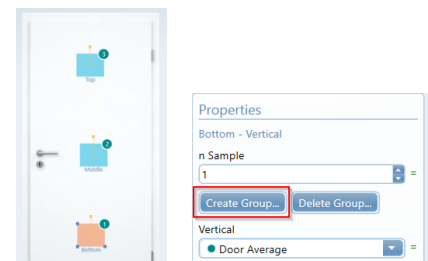 3
Top
2
Middle
1
Bottom
Properties
Bottom - Vertical
n Sample
1
=
Create Group... Delete Group...
Vertical
Door Average
=